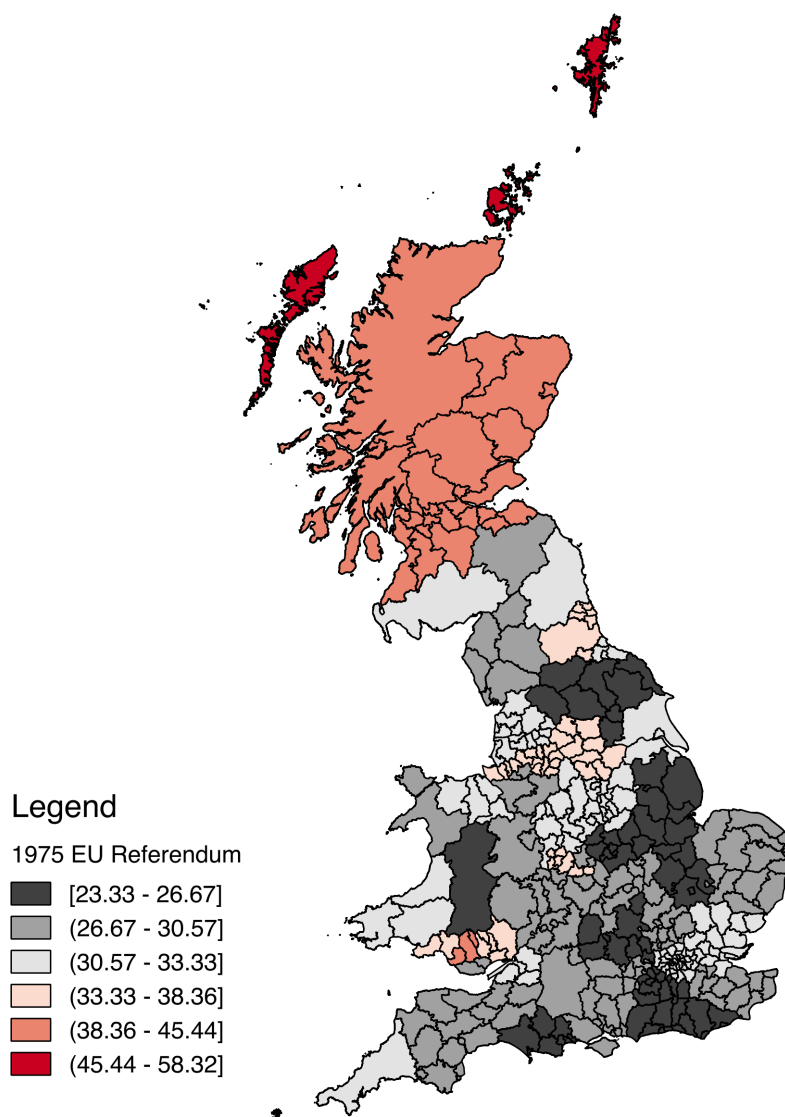 Legend
1975 EU Referendum
[23.33 - 26.67]
(26.67 - 30.57]
(30.57 - 33.33]
(33.33 - 38.36]
(38.36 - 45.44]
(45.44 - 58.32]